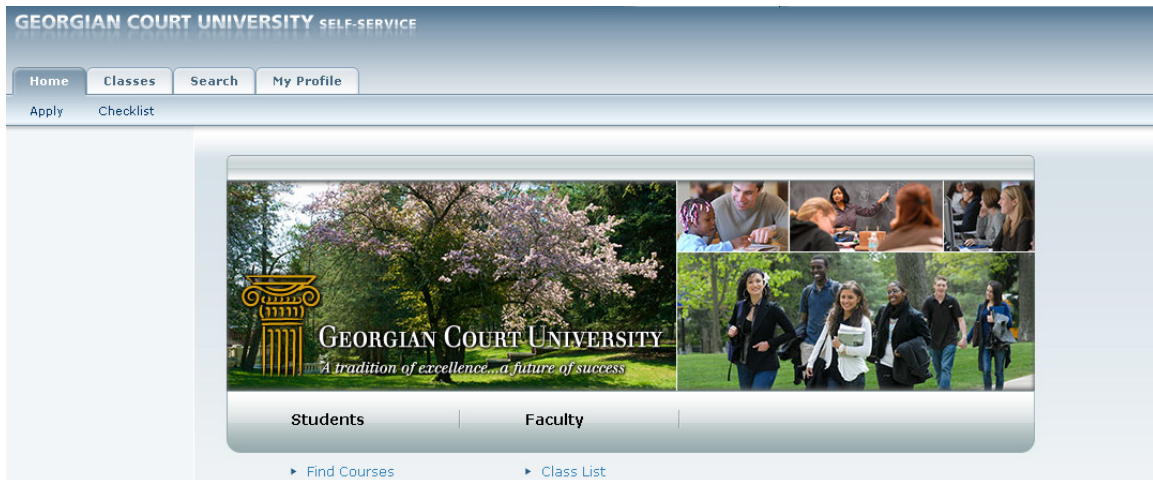 GEORGIAN COURT UNIVERSITY SELF-SERVICE
Home Classes Search My Profile
Apply Checklist
GEORGIAN COURT UNIVERSITY
A tradition of excellence...a future of success
Students Faculty
Find Courses Class List